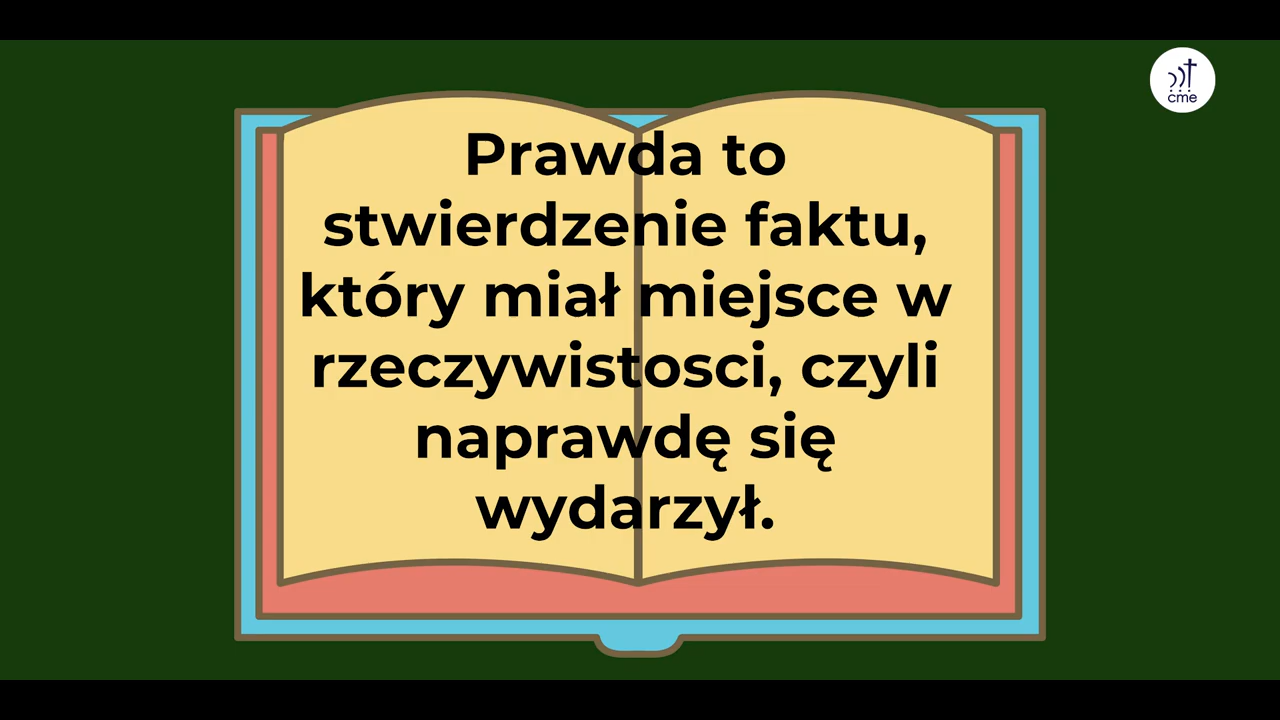 cme
Prawda to
stwierdzenie faktu,
który miał miejsce w
rzeczywistosci, czyli
naprawdę się
wydarzył.